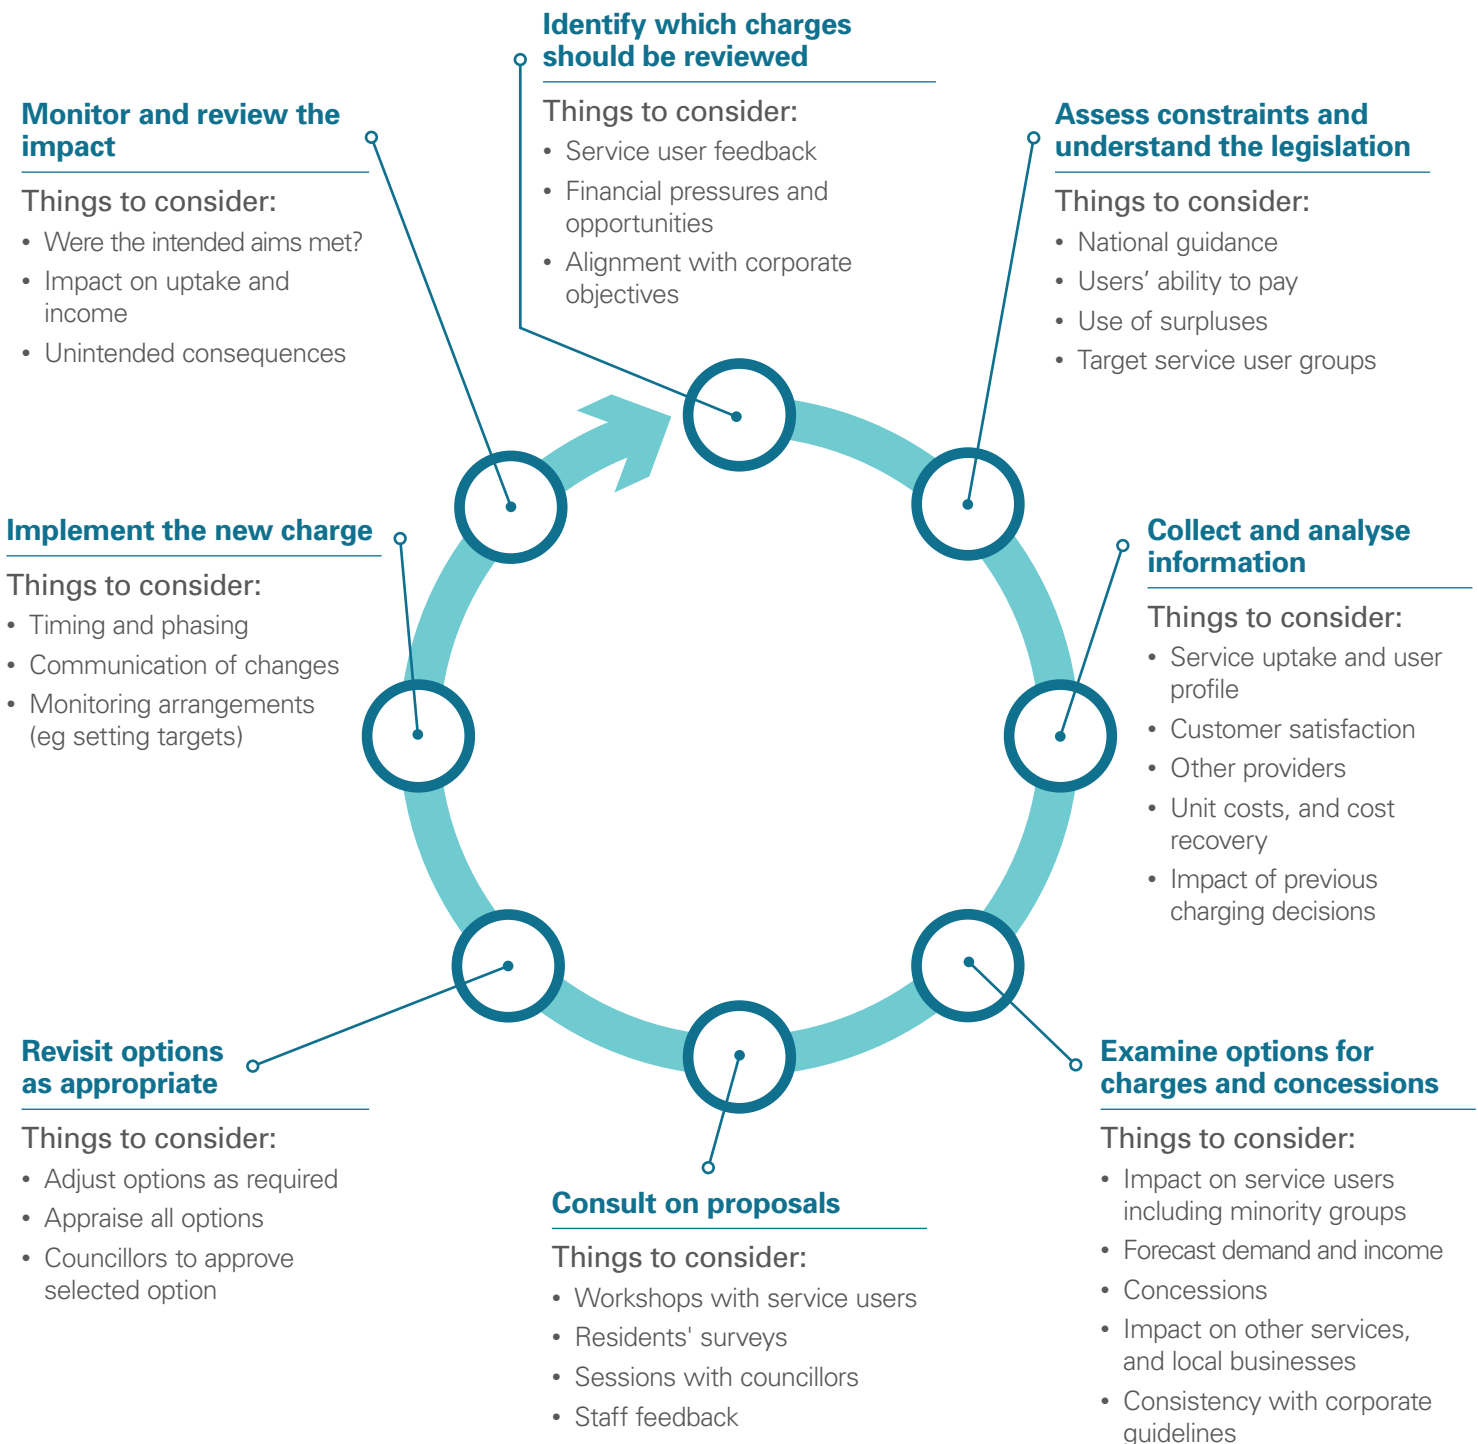 Identify which charges
should be reviewed
Things to consider:
• Service user feedback
• Financial pressures and
opportunities
• Alignment with corporate
objectives
Assess constraints and
understand the legislation
Things to consider:
• National guidance
• Users’ ability to pay
• Use of surpluses
• Target service user groups
Collect and analyse
information
Things to consider:
• Service uptake and user
profile
• Customer satisfaction
• Other providers
• Unit costs, and cost
recovery
• Impact of previous
charging decisions
Examine options for
charges and concessions
Things to consider:
• Impact on service users
including minority groups
• Forecast demand and income
• Concessions
• Impact on other services,
and local businesses
• Consistency with corporate
guidelines
Consult on proposals
Things to consider:
• Workshops with service users
• Residents' surveys
• Sessions with councillors
• Staff feedback
Revisit options
as appropriate
Things to consider:
• Adjust options as required
• Appraise all options
• Councillors to approve
selected option
Implement the new charge
Things to consider:
• Timing and phasing
• Communication of changes
• Monitoring arrangements
(eg setting targets)
Monitor and review the
impact
Things to consider:
• Were the intended aims met?
• Impact on uptake and
income
• Unintended consequences